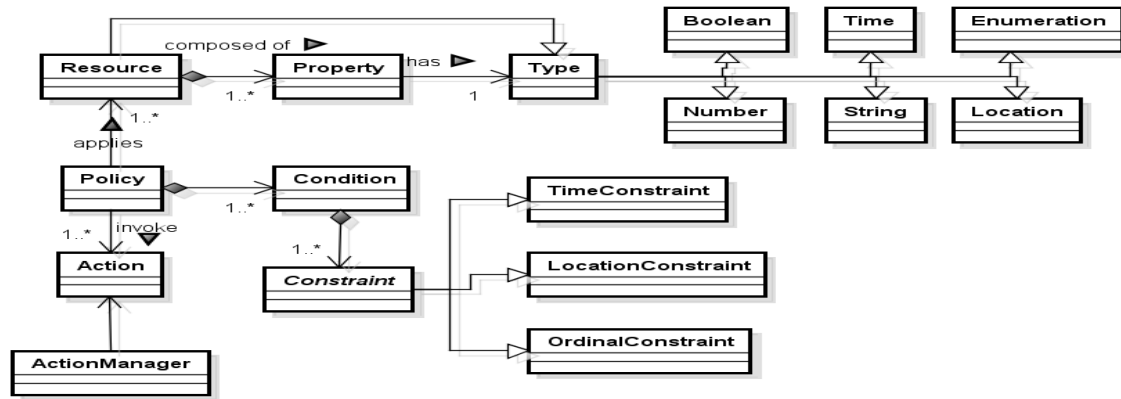 Boolean
Time
Enumeration
composed of
Resource
Property
has
Type
1..*
1
1..*
Number
String
Location
applies
Policy
Condition
TimeConstraint
1..*
1..*
invoke
1..*
Action
Constraint
LocationConstraint
OrdinalConstraint
ActionManager